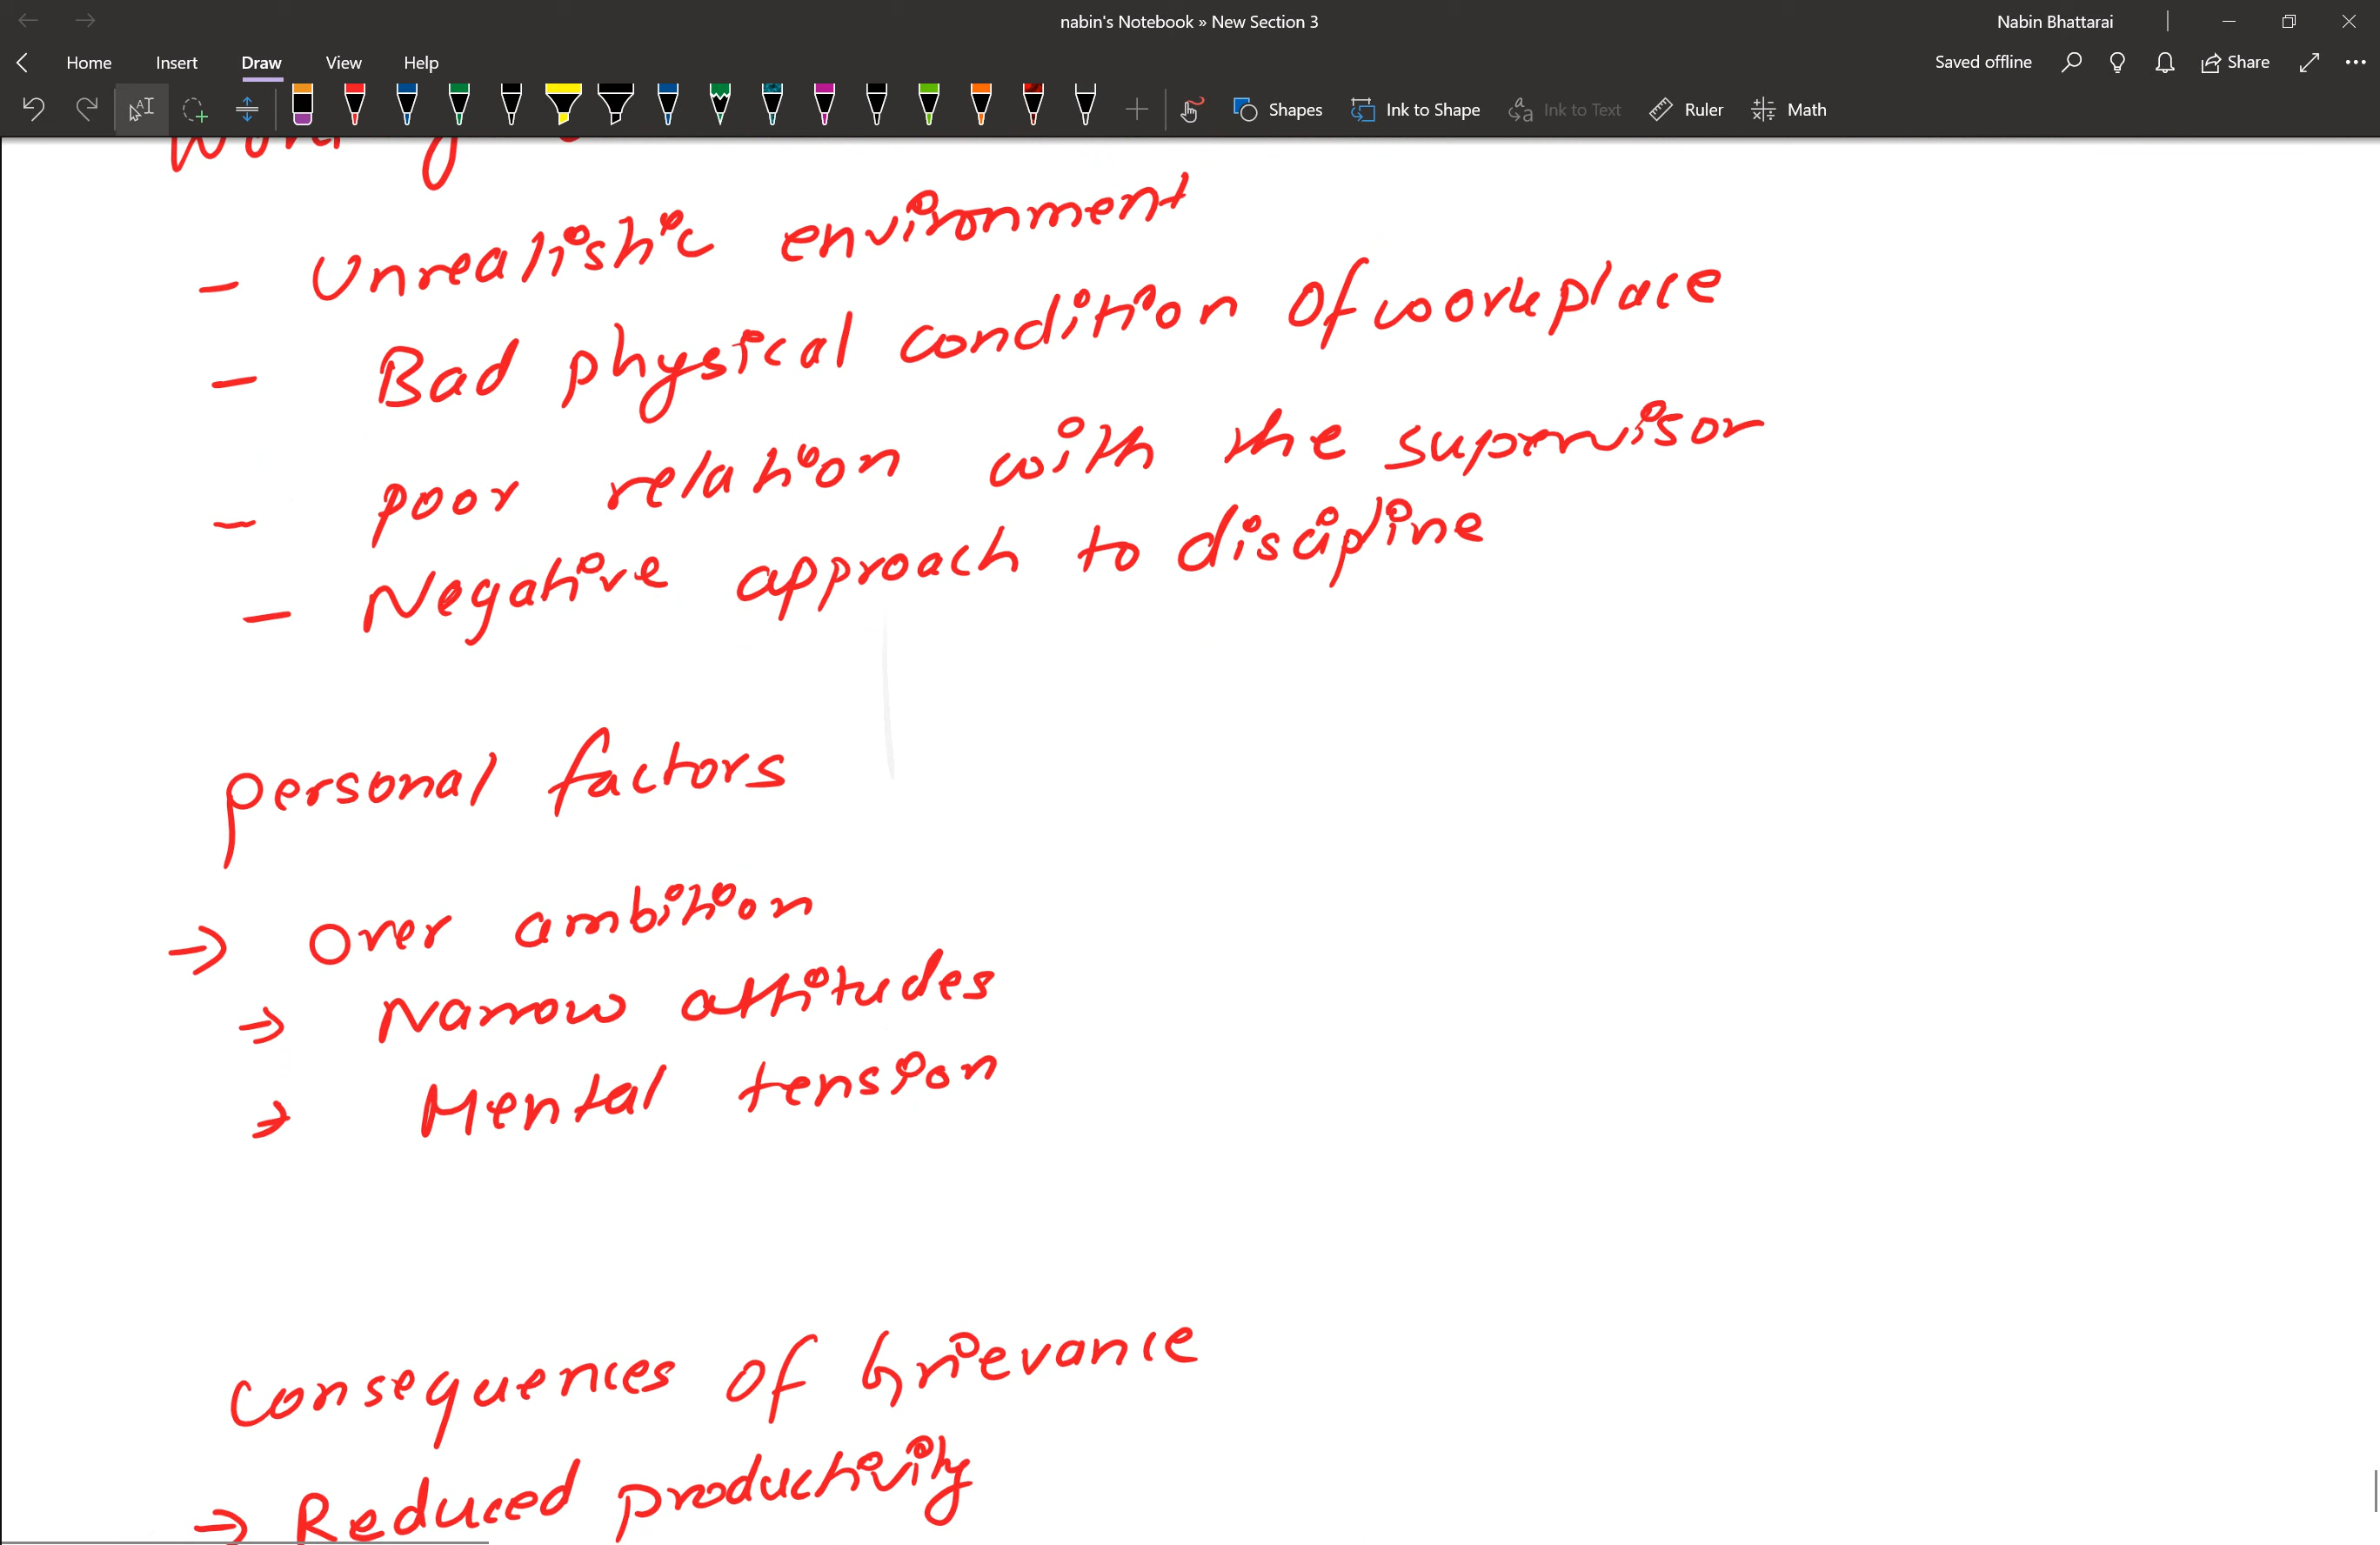 nabin's Notebook » New Section 3
Nabin Bhattarai
Home Insert Draw View Help
Saved offline
Share
Shapes Ink to Shape Ink to Text Ruler Math
- Unrealistic environment
- Bad physical condition of workplace
- poor relation with the supervisor
- Negative approach to discipline
personal factors
→ Over ambition
→ Narrow attitudes
→ Mental tension
consequences of Grievance
→ Reduced productivity